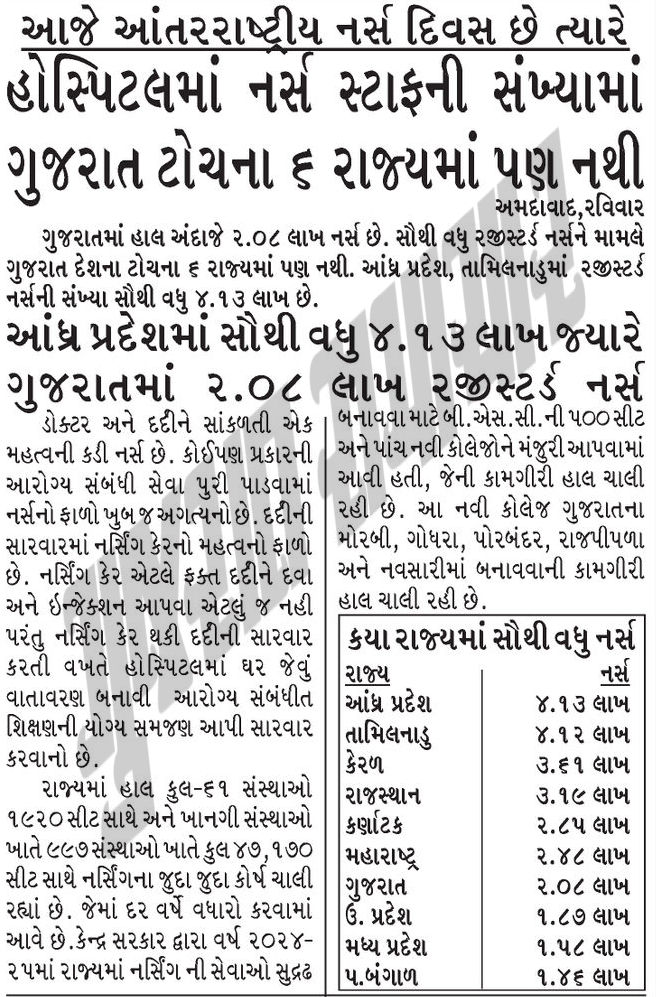 આજે આંતરરાષ્ટ્રીય નર્સ દિવસ છે ત્યારે
હોસ્પિટલમાં નર્સ સ્ટાફની સંખ્યામાં
ગુજરાત ટોચના ૬ રાજ્યમાં પણ નથી
અમદાવાદ,રવિવાર
ગુજરાતમાં હાલ અંદાજે ૨.૦૮ લાખ નર્સ છે. સૌથી વધુ રજીસ્ટર્ડ નર્સને મામલે
ગુજરાત દેશના ટોચના ૬ રાજ્યમાં પણ નથી. આંધ્ર પ્રદેશ, તામિલનાડુમાં રજીસ્ટર્ડ
નર્સની સંખ્યા સૌથી વધુ ૪.૧૩ લાખ છે.
આંધ્ર પ્રદેશમાં સૌથી વધુ ૪.૧૩ લાખ જ્યારે
ગુજરાતમાં ૨.૦૮ લાખ રજીસ્ટર્ડ નર્સ
ડોક્ટર અને દર્દીને સાંકળતી એક
મહત્વની કડી નર્સ છે. કોઈપણ પ્રકારની
આરોગ્ય સંબંધી સેવા પુરી પાડવામાં
નર્સનો ફાળો ખુબ જ અગત્યનો છે. દર્દીની
સારવારમાં નર્સિંગ કેરનો મહત્વનો ફાળો
છે. નર્સિંગ કેર એટલે ફક્ત દર્દીને દવા
અને ઈન્જેક્શન આપવા એટલું જ નહી
પરંતુ નર્સિંગ કેર થકી દર્દીની સારવાર
કરતી વખતે હોસ્પિટલમાં ઘર જેવું
વાતાવરણ બનાવી આરોગ્ય સંબંધીત
શિક્ષણની યોગ્ય સમજણ આપી સારવાર
કરવાનો છે.
રાજ્યમાં હાલ કુલ-૬૧ સંસ્થાઓ
૧૯૨૦ સીટ સાથે અને ખાનગી સંસ્થાઓ
ખાતે ૯૯૭ સંસ્થાઓ ખાતે કુલ ૪૭,૧૭૦
સીટ સાથે નર્સિંગના જુદા જુદા કોર્ષ ચાલી
રહ્યાં છે. જેમાં દર વર્ષે વધારો કરવામાં
આવે છે.કેન્દ્ર સરકાર દ્વારા વર્ષ ૨૦૨૪-
૨૫માં રાજ્યમાં નર્સિંગ ની સેવાઓ સુદ્રઢ
બનાવવા માટે બી.એસ.સી.ની ૫૦૦ સીટ
અને પાંચ નવી કોલેજોને મંજુરી આપવામાં
આવી હતી, જેની કામગીરી હાલ ચાલી
રહી છે. આ નવી કોલેજ ગુજરાતના
મોરબી, ગોધરા, પોરબંદર, રાજપીપળા
અને નવસારીમાં બનાવવાની કામગીરી
હાલ ચાલી રહી છે.
કયા રાજ્યમાં સૌથી વધુ નર્સ
રાજ્ય નર્સ
આંધ્ર પ્રદેશ ૪.૧૩ લાખ
તામિલનાડુ ૪.૧૨ લાખ
કેરળ ૩.૬૧ લાખ
રાજસ્થાન ૩.૧૯ લાખ
કર્ણાટક ૨.૮૫ લાખ
મહારાષ્ટ્ર ૨.૪૮ લાખ
ગુજરાત ૨.૦૮ લાખ
ઉ. પ્રદેશ ૧.૮૭ લાખ
મધ્ય પ્રદેશ ૧.૫૮ લાખ
પ.બંગાળ ૧.૪૬ લાખ
ગુજરાત સમાચાર